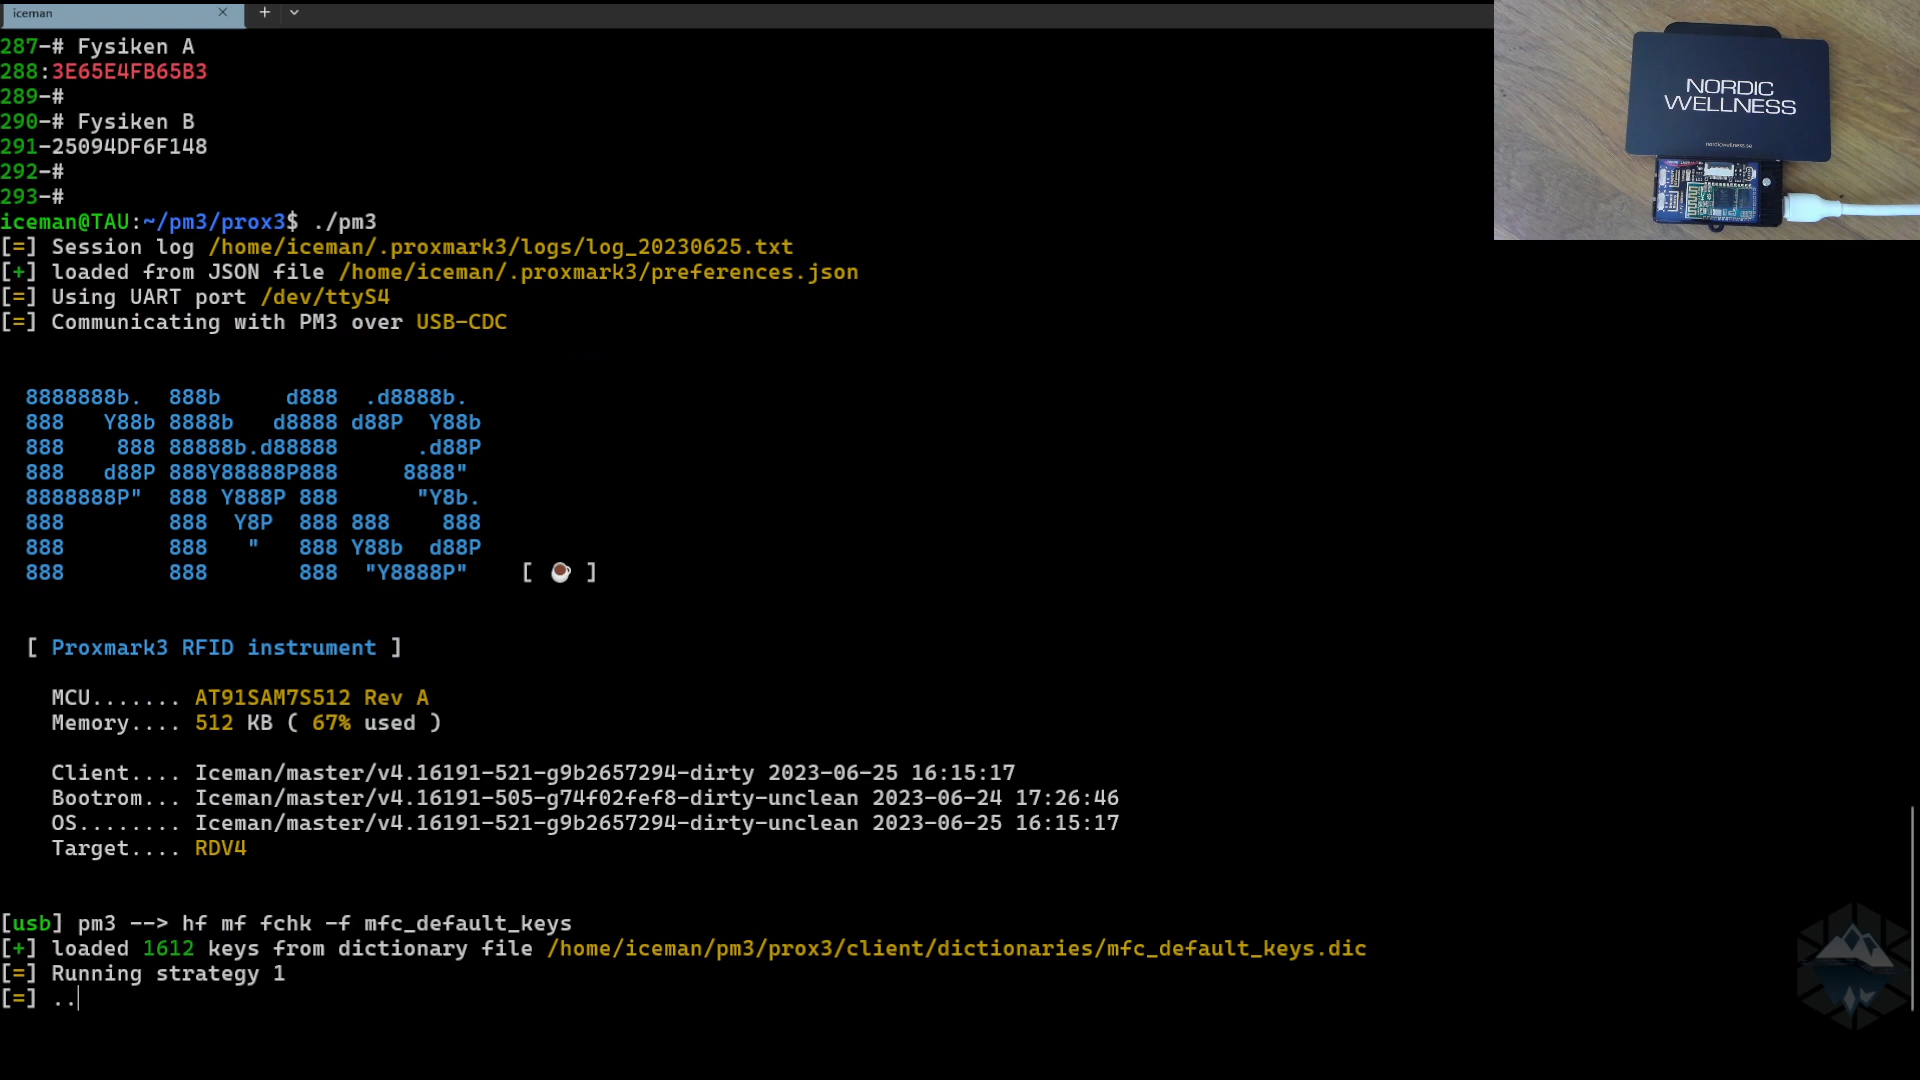 iceman × + ⌄
287-# Fysiken A
288:3E65E4FB65B3
289-#
290-# Fysiken B
291-25094DF6F148
292-#
293-#
iceman@TAU:~/pm3/prox3$ ./pm3
[=] Session log /home/iceman/.proxmark3/logs/log_20230625.txt
[+] loaded from JSON file /home/iceman/.proxmark3/preferences.json
[=] Using UART port /dev/ttyS4
[=] Communicating with PM3 over USB-CDC
8888888b.  888b     d888  .d8888b.
888   Y88b 8888b   d8888 d88P  Y88b
888    888 88888b.d88888      .d88P
888   d88P 888Y88888P888     8888"
8888888P"  888 Y888P 888      "Y8b.
888        888  Y8P  888 888    888
888        888   "   888 Y88b  d88P
888        888       888  "Y8888P"    [ ☕ ]
[ Proxmark3 RFID instrument ]
MCU....... AT91SAM7S512 Rev A
Memory.... 512 KB ( 67% used )
Client.... Iceman/master/v4.16191-521-g9b2657294-dirty 2023-06-25 16:15:17
Bootrom... Iceman/master/v4.16191-505-g74f02fef8-dirty-unclean 2023-06-24 17:26:46
OS........ Iceman/master/v4.16191-521-g9b2657294-dirty-unclean 2023-06-25 16:15:17
Target.... RDV4
[usb] pm3 --> hf mf fchk -f mfc_default_keys
[+] loaded 1612 keys from dictionary file /home/iceman/pm3/prox3/client/dictionaries/mfc_default_keys.dic
[=] Running strategy 1
[=] ..
NORDIC
WELLNESS
nordicwellness.se